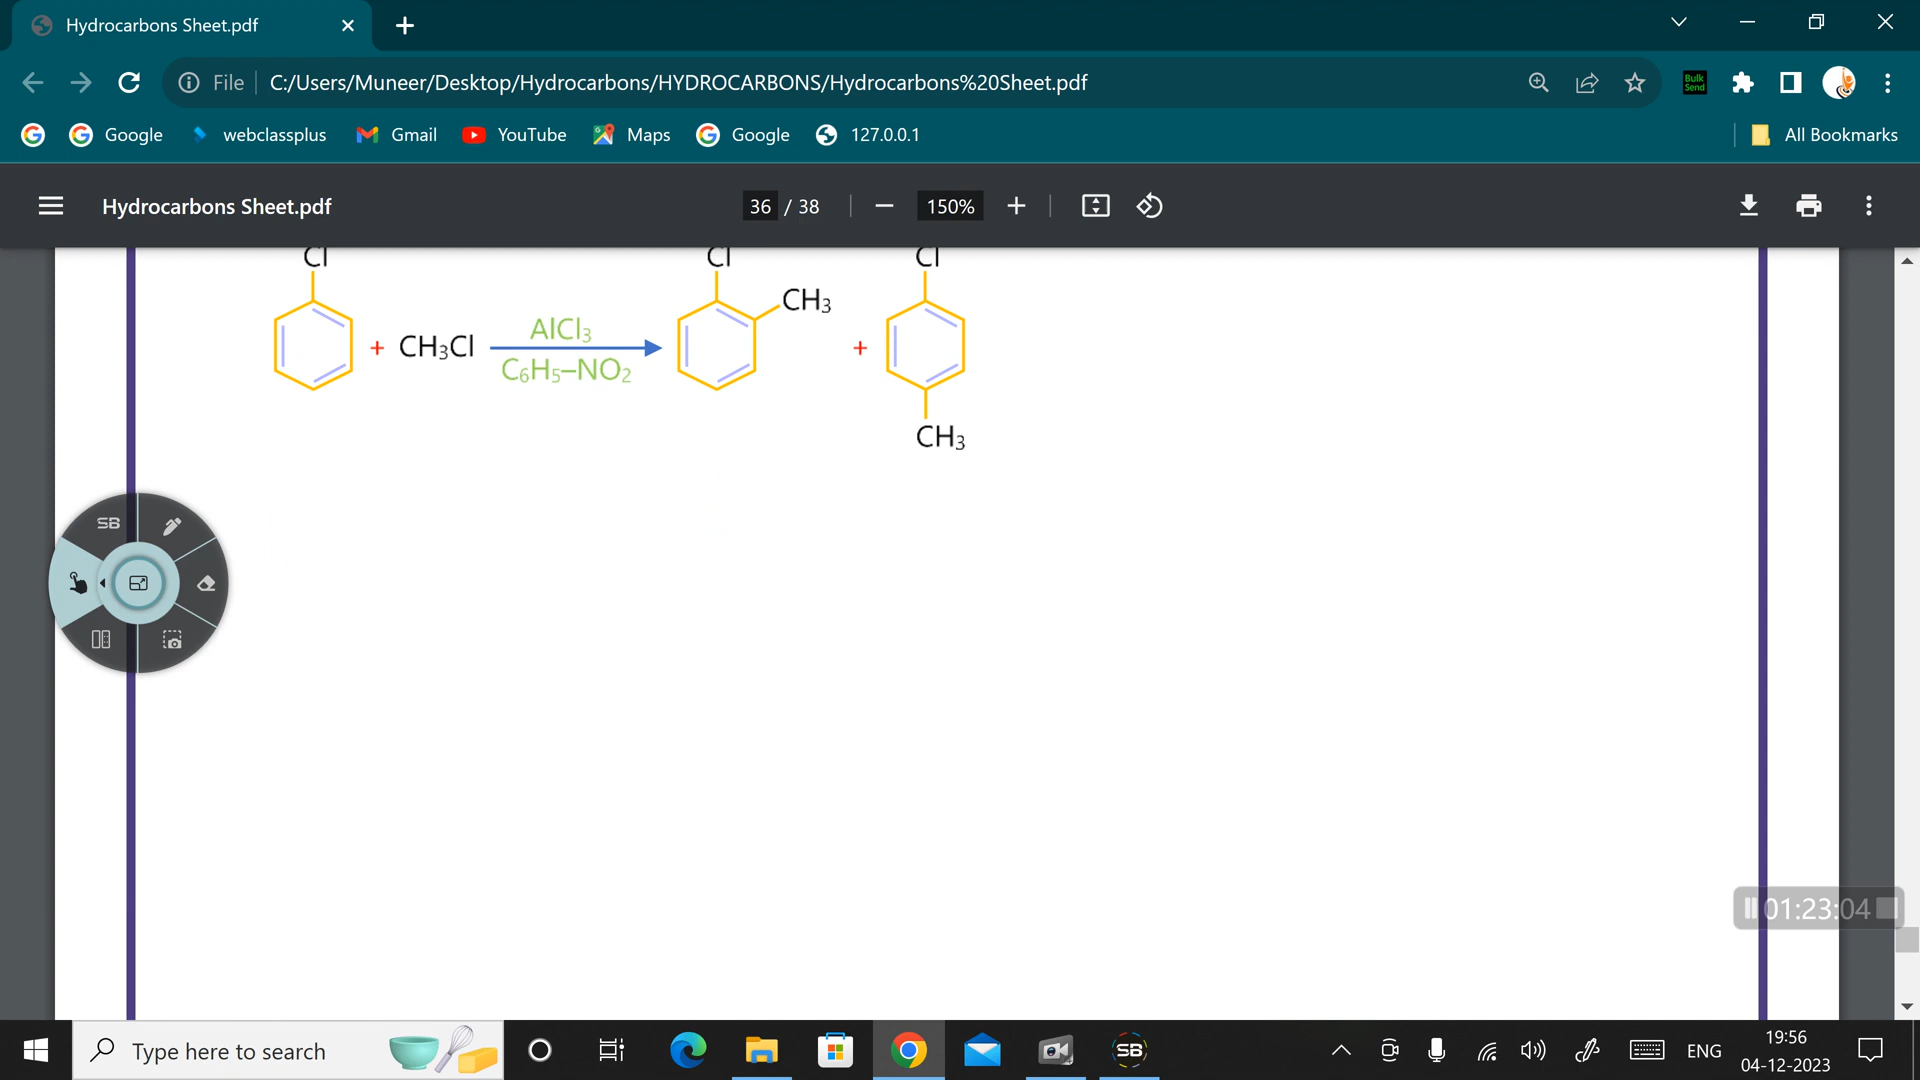 Hydrocarbons Sheet.pdf
File C:/Users/Muneer/Desktop/Hydrocarbons/HYDROCARBONS/Hydrocarbons%20Sheet.pdf
Bulk Send
Google webclassplus Gmail YouTube Maps Google 127.0.0.1 All Bookmarks
Hydrocarbons Sheet.pdf 36 / 38 150%
Cl Cl Cl
CH₃
AlCl₃
+ CH₃Cl +
C₆H₅–NO₂
CH₃
SB
01:23:04
Type here to search SB ENG 19:56
04-12-2023